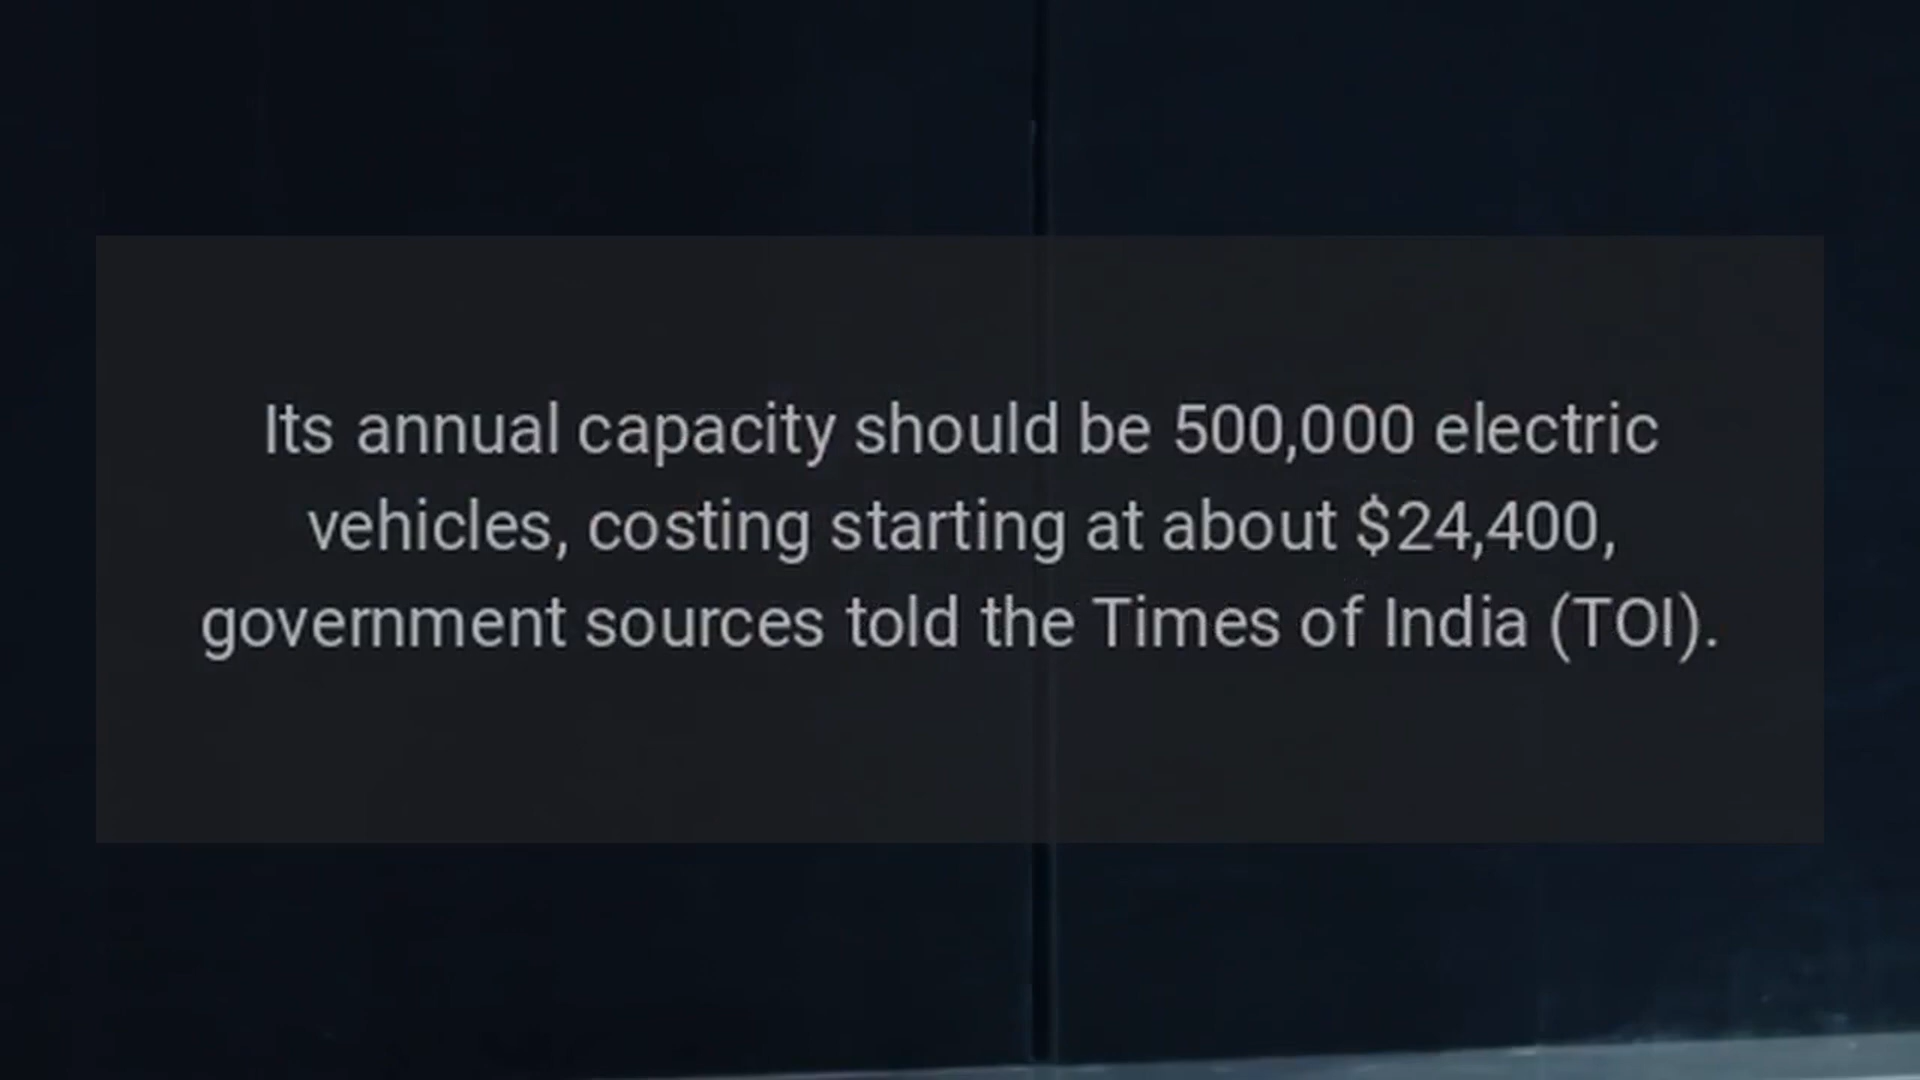 Its annual capacity should be 500,000 electric
vehicles, costing starting at about $24,400,
government sources told the Times of India (TOI).